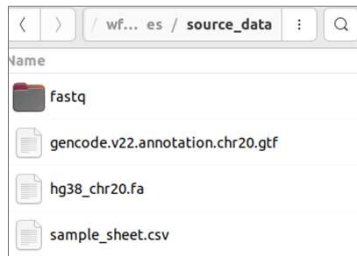 / wf... es / source_data
Name
fastq
gencode.v22.annotation.chr20.gtf
hg38_chr20.fa
sample_sheet.csv